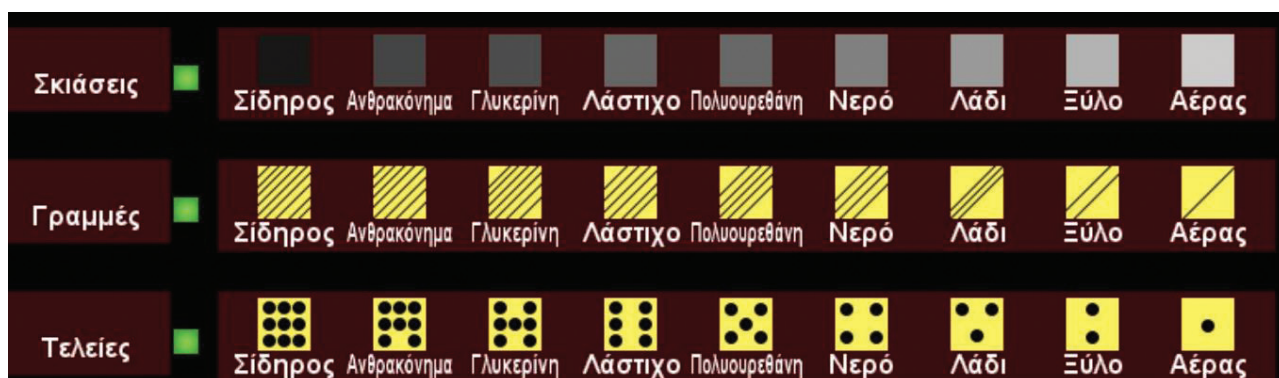 Σκιάσεις
Σίδηρος Ανθρακόνημα Γλυκερίνη Λάστιχο Πολυουρεθάνη Νερό Λάδι Ξύλο Αέρας
Γραμμές
Σίδηρος Ανθρακόνημα Γλυκερίνη Λάστιχο Πολυουρεθάνη Νερό Λάδι Ξύλο Αέρας
Τελείες
Σίδηρος Ανθρακόνημα Γλυκερίνη Λάστιχο Πολυουρεθάνη Νερό Λάδι Ξύλο Αέρας